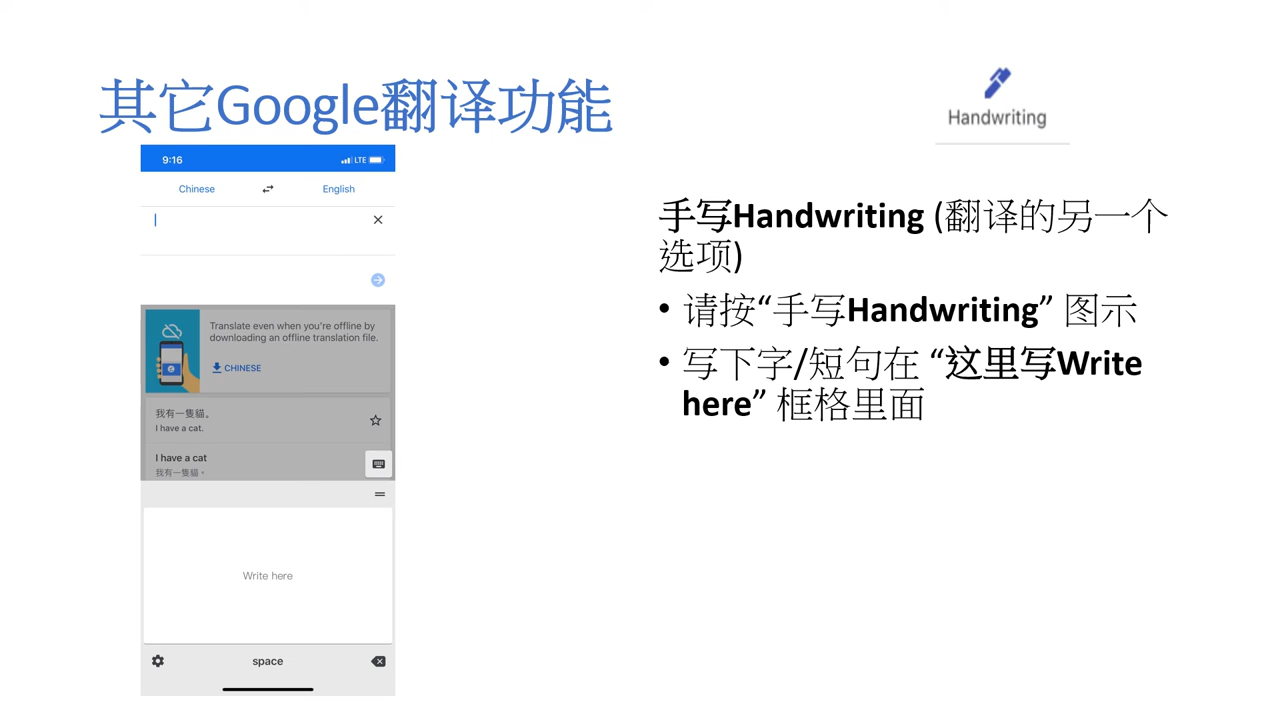 其它Google翻译功能
Handwriting
9:16
LTE
Chinese
English
Translate even when you're offline by
downloading an offline translation file.
CHINESE
我有一隻貓。
I have a cat.
I have a cat
我有一隻貓。
Write here
space
手写Handwriting (翻译的另一个
选项)
• 请按“手写Handwriting” 图示
• 写下字/短句在 “这里写Write
here” 框格里面